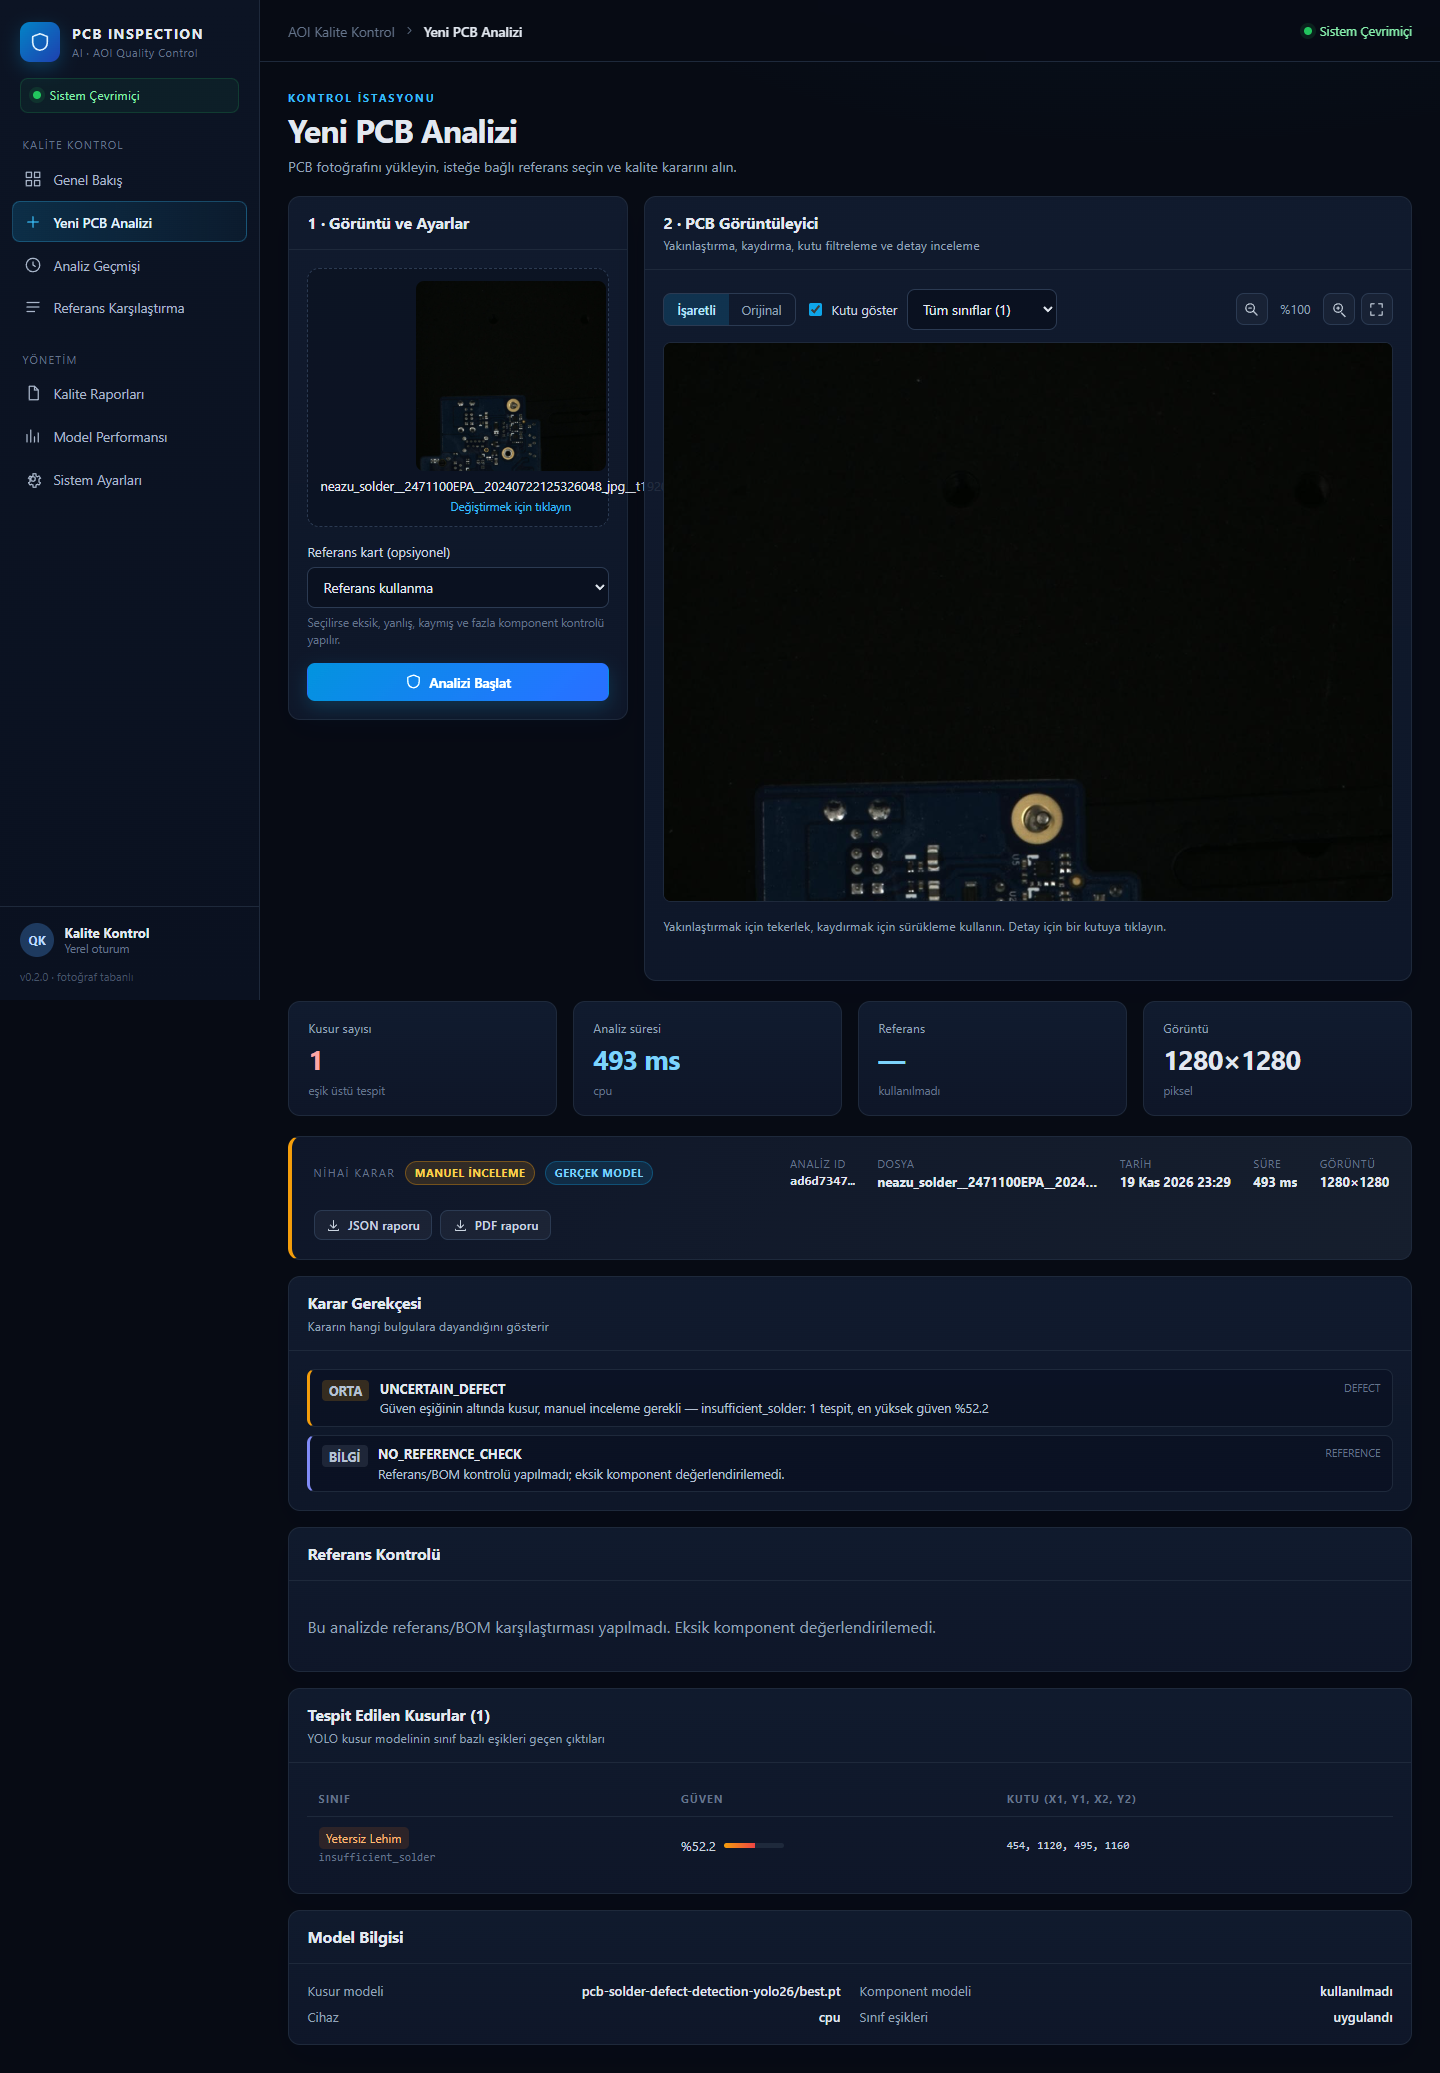 PCB INSPECTION
AI · AOI Quality Control
Sistem Çevrimiçi
KALİTE KONTROL
Genel Bakış
Yeni PCB Analizi
Analiz Geçmişi
Referans Karşılaştırma
YÖNETİM
Kalite Raporları
Model Performansı
Sistem Ayarları
QK
Kalite Kontrol
Yerel oturum
v0.2.0 · fotoğraf tabanlı
AOI Kalite Kontrol > Yeni PCB Analizi
Sistem Çevrimiçi
KONTROL İSTASYONU
Yeni PCB Analizi
PCB fotoğrafını yükleyin, isteğe bağlı referans seçin ve kalite kararını alın.
1 · Görüntü ve Ayarlar
neazu_solder__2471100EPA__20240722125326048_jpg__t192
Değiştirmek için tıklayın
Referans kart (opsiyonel)
Referans kullanma
Seçilirse eksik, yanlış, kaymış ve fazla komponent kontrolü
yapılır.
Analizi Başlat
2 · PCB Görüntüleyici
Yakınlaştırma, kaydırma, kutu filtreleme ve detay inceleme
İşaretli
Orijinal
Kutu göster
Tüm sınıflar (1)
%100
Yakınlaştırmak için tekerlek, kaydırmak için sürükleme kullanın. Detay için bir kutuya tıklayın.
Kusur sayısı
1
eşik üstü tespit
Analiz süresi
493 ms
cpu
Referans
—
kullanılmadı
Görüntü
1280×1280
piksel
NİHAİ KARAR
MANUEL İNCELEME
GERÇEK MODEL
ANALİZ ID
ad6d7347…
DOSYA
neazu_solder__2471100EPA__2024…
TARİH
19 Kas 2026 23:29
SÜRE
493 ms
GÖRÜNTÜ
1280×1280
JSON raporu
PDF raporu
Karar Gerekçesi
Kararın hangi bulgulara dayandığını gösterir
ORTA
UNCERTAIN_DEFECT
DEFECT
Güven eşiğinin altında kusur, manuel inceleme gerekli — insufficient_solder: 1 tespit, en yüksek güven %52.2
BİLGİ
NO_REFERENCE_CHECK
REFERENCE
Referans/BOM kontrolü yapılmadı; eksik komponent değerlendirilemedi.
Referans Kontrolü
Bu analizde referans/BOM karşılaştırması yapılmadı. Eksik komponent değerlendirilemedi.
Tespit Edilen Kusurlar (1)
YOLO kusur modelinin sınıf bazlı eşikleri geçen çıktıları
SINIF
GÜVEN
KUTU (X1, Y1, X2, Y2)
Yetersiz Lehim
insufficient_solder
%52.2
454, 1120, 495, 1160
Model Bilgisi
Kusur modeli
pcb-solder-defect-detection-yolo26/best.pt
Komponent modeli
kullanılmadı
Cihaz
cpu
Sınıf eşikleri
uygulandı